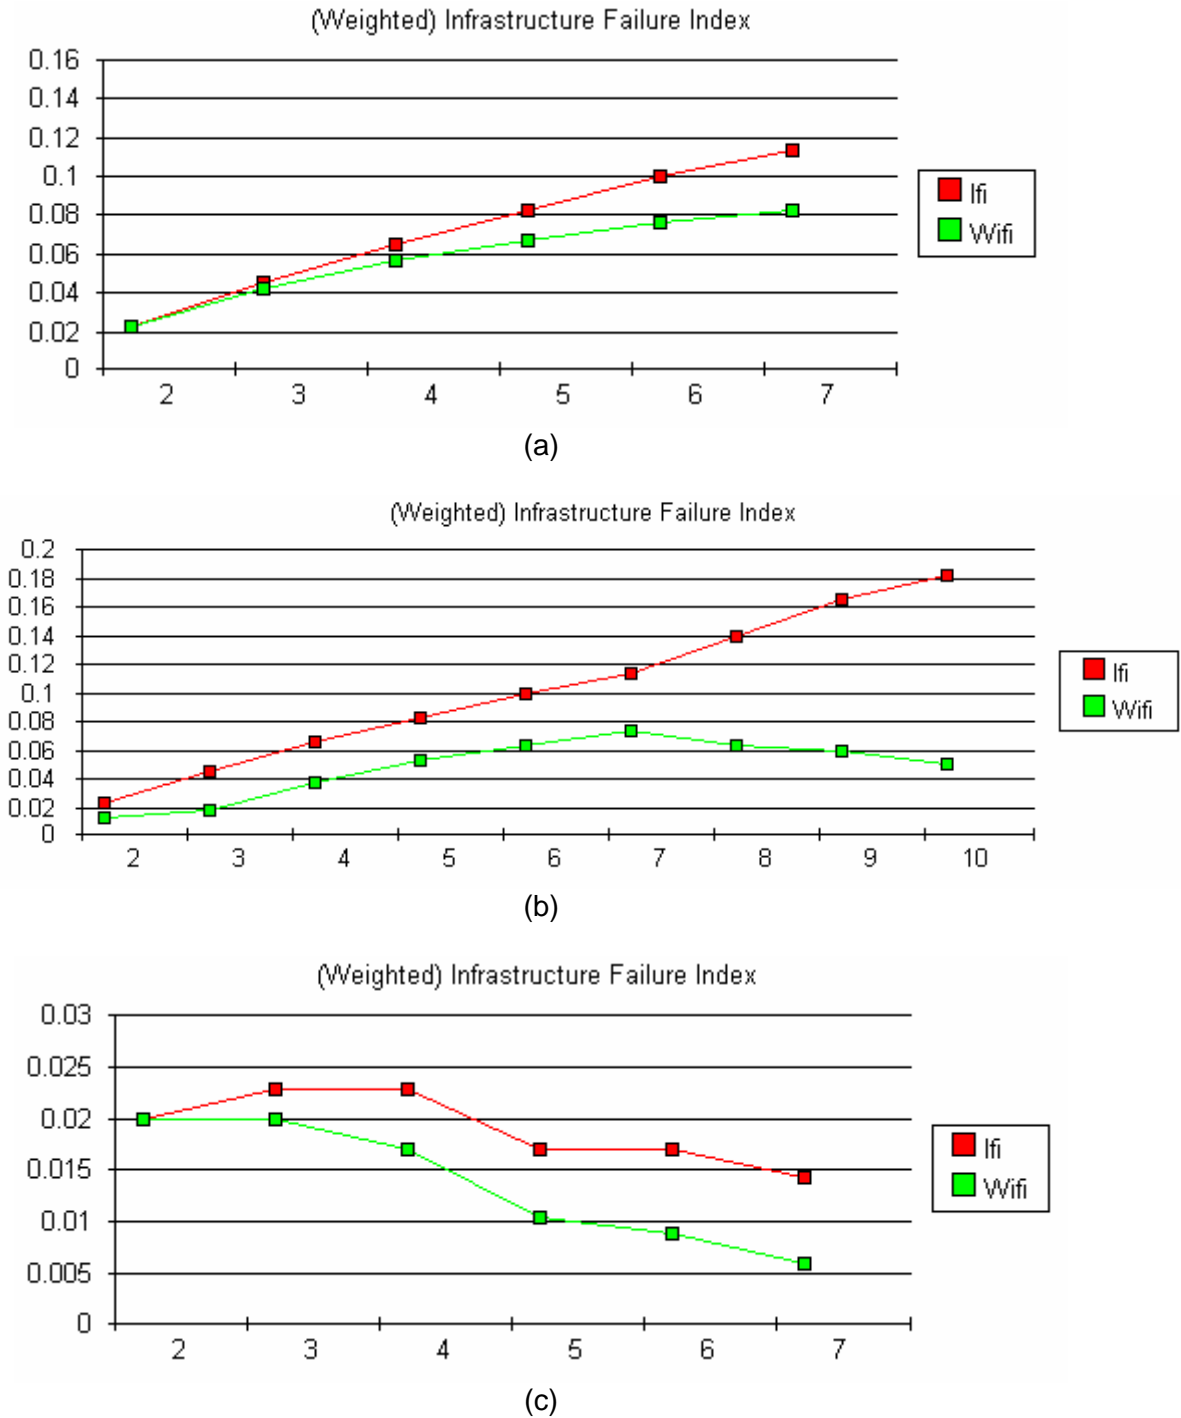 (Weighted) Infrastructure Failure Index
0.16
0.14
0.12
0.1
0.08
0.06
0.04
0.02
0
2 3 4 5 6 7
Ifi
Wifi
(a)
(Weighted) Infrastructure Failure Index
0.2
0.18
0.16
0.14
0.12
0.1
0.08
0.06
0.04
0.02
0
2 3 4 5 6 7 8 9 10
Ifi
Wifi
(b)
(Weighted) Infrastructure Failure Index
0.03
0.025
0.02
0.015
0.01
0.005
0
2 3 4 5 6 7
Ifi
Wifi
(c)